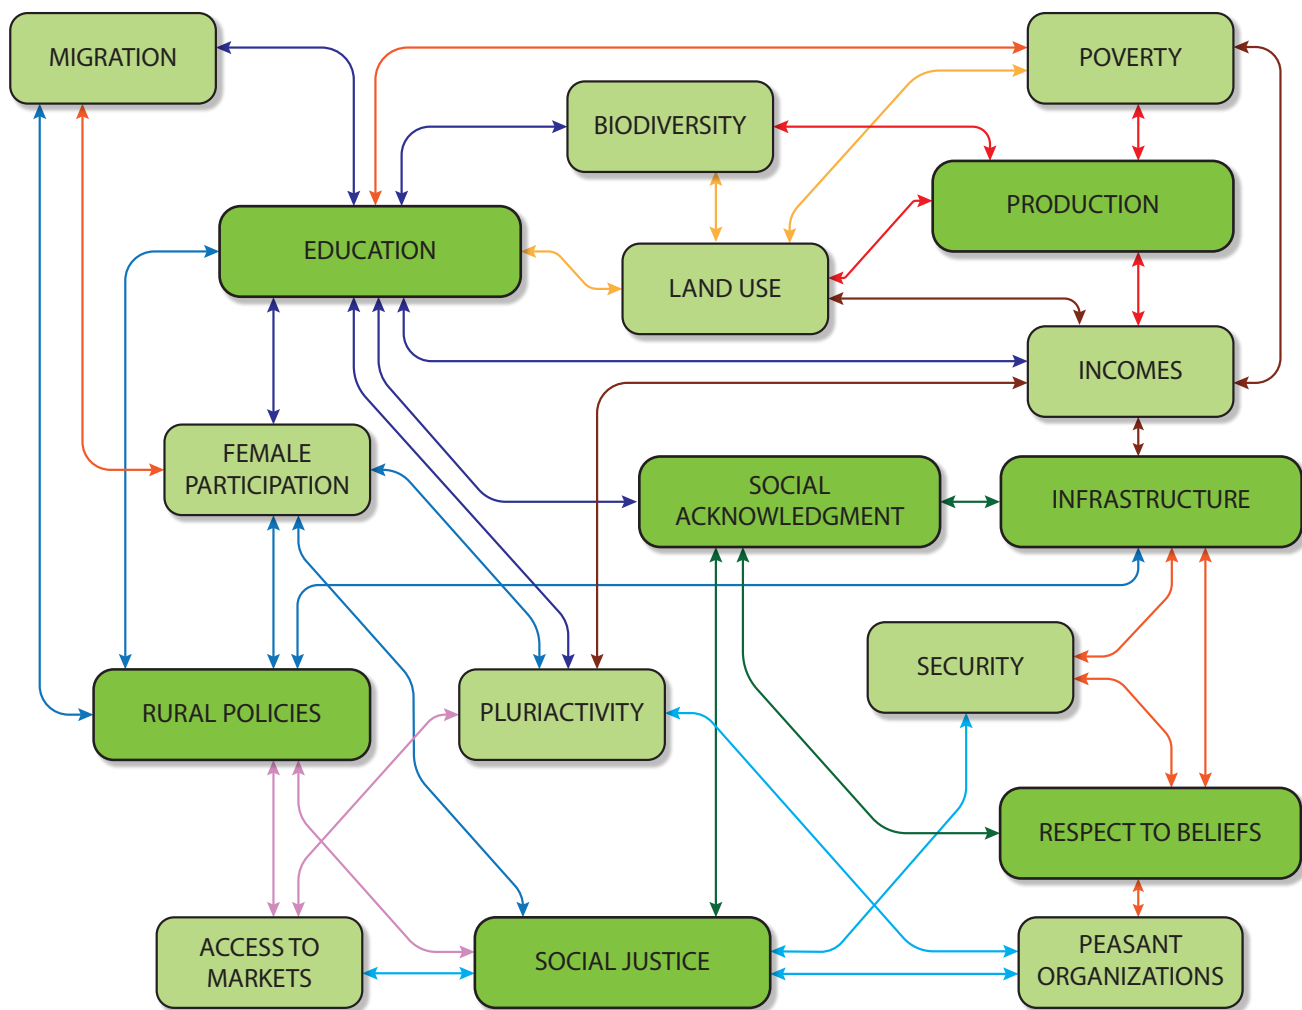 MIGRATION
POVERTY
BIODIVERSITY
PRODUCTION
EDUCATION
LAND USE
INCOMES
FEMALE
PARTICIPATION
SOCIAL
ACKNOWLEDGMENT
INFRASTRUCTURE
SECURITY
RURAL POLICIES
PLURIACTIVITY
RESPECT TO BELIEFS
ACCESS TO
MARKETS
SOCIAL JUSTICE
PEASANT
ORGANIZATIONS